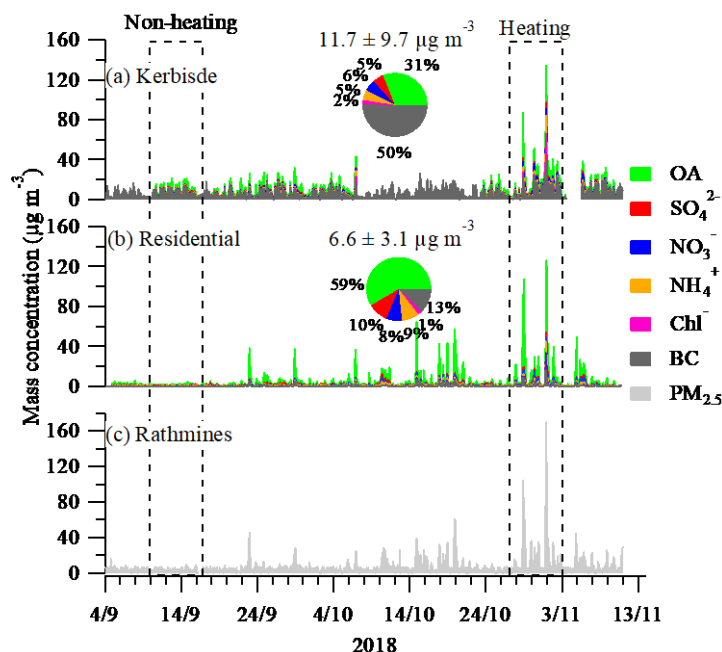 Non-heating
Heating
11.7 ± 9.7 µg m⁻³
160
(a) Kerbisde
5%
31%
6%
5%
2%
50%
120
80
40
0
160
(b) Residential
6.6 ± 3.1 µg m⁻³
59%
13%
1%
10%
8%
9%
120
80
40
0
160
(c) Rathmines
120
80
40
0
Mass concentration (µg m⁻³)
4/9
14/9
24/9
4/10
14/10
24/10
3/11
13/11
2018
OA
SO₄²⁻
NO₃⁻
NH₄⁺
Chl⁻
BC
PM₂.₅